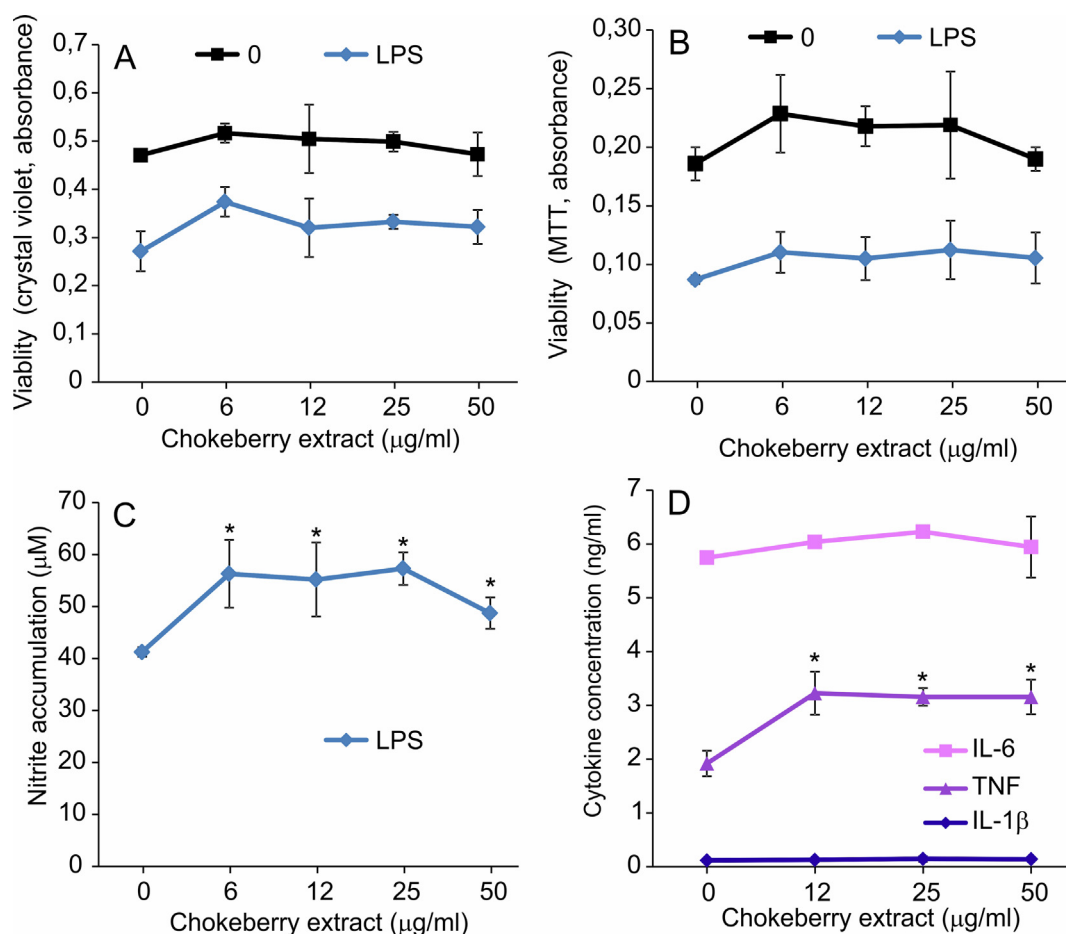 A
0
LPS
Viablity (crystal violet, absorbance)
0,7
0,6
0,5
0,4
0,3
0,2
0,1
0
0 6 12 25 50
Chokeberry extract (μg/ml)
B
0
LPS
Viablity (MTT, absorbance)
0,30
0,25
0,20
0,15
0,10
0,05
0,00
0 6 12 25 50
Chokeberry extract (μg/ml)
C
Nitrite accumulation (μM)
70
60
50
40
30
20
10
0
* * * *
LPS
0 6 12 25 50
Chokeberry extract (μg/ml)
D
Cytokine concentration (ng/ml)
7
6
5
4
3
2
1
0
* * *
IL-6
TNF
IL-1β
0 12 25 50
Chokeberry extract (μg/ml)